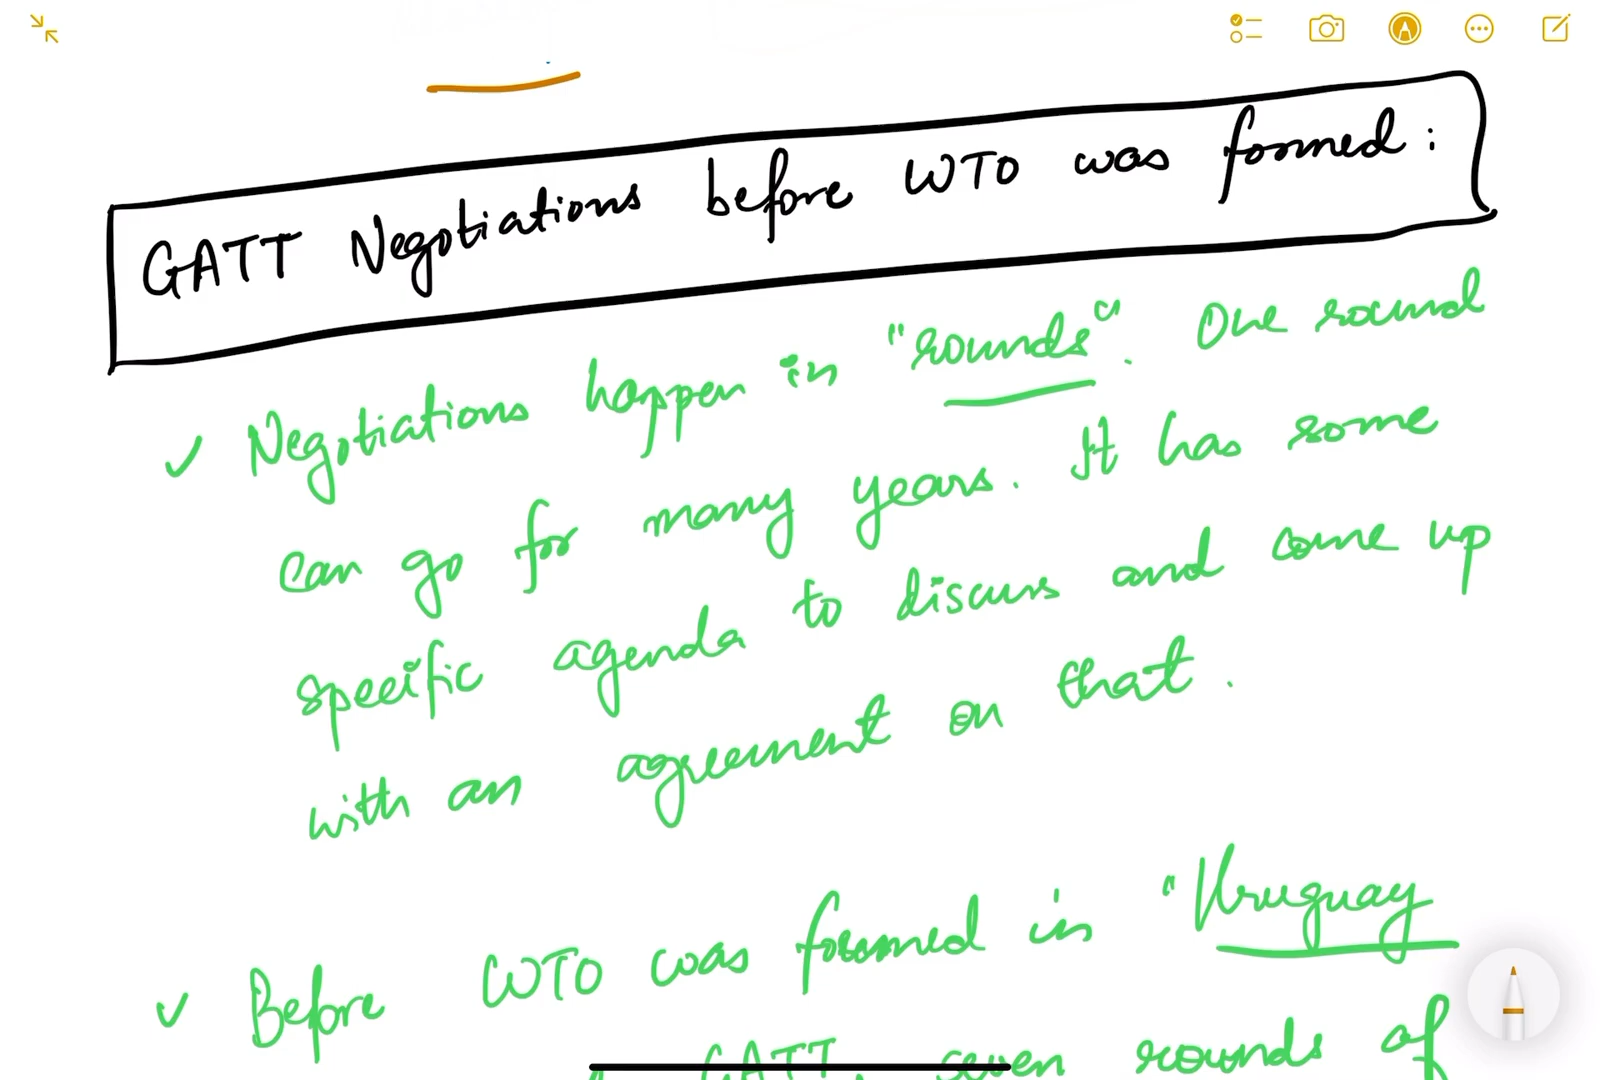 GATT Negotiations before WTO was formed:
✓ Negotiations happen in "rounds". One round
can go for many years. It has some
specific agenda to discuss and come up
with an agreement on that.
✓ Before WTO was formed in "Uruguay
GATT, seven rounds of